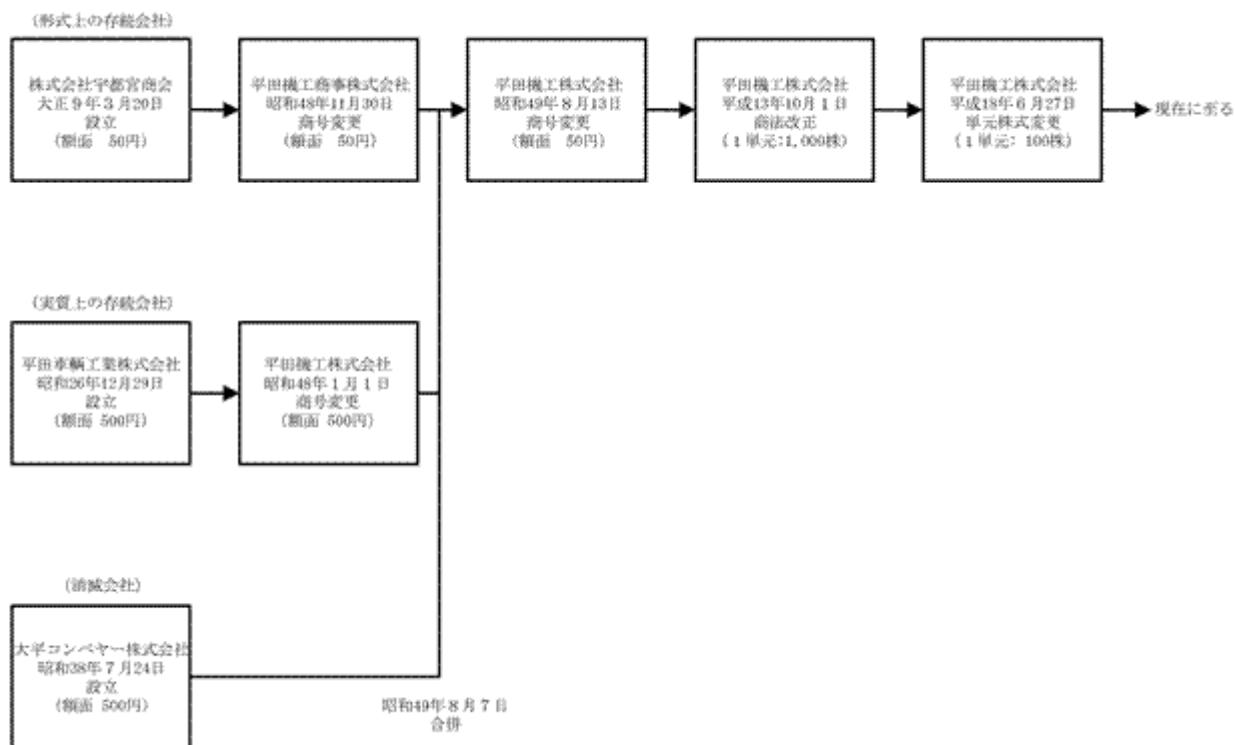 (形式上の存続会社)
株式会社宇都宮商会
大正9年3月20日
設立
(額面 50円)
平田機工商事株式会社
昭和48年11月30日
商号変更
(額面 50円)
平田機工株式会社
昭和49年8月13日
商号変更
(額面 50円)
平田機工株式会社
平成13年10月1日
商法改正
(1単元:1,000株)
平田機工株式会社
平成18年6月27日
単元株式変更
(1単元: 100株)
現在に至る
(実質上の存続会社)
平田車輌工業株式会社
昭和26年12月29日
設立
(額面 500円)
平田機工株式会社
昭和48年1月1日
商号変更
(額面 500円)
(消滅会社)
太平コンベヤー株式会社
昭和38年7月24日
設立
(額面 500円)
昭和49年8月7日
合併